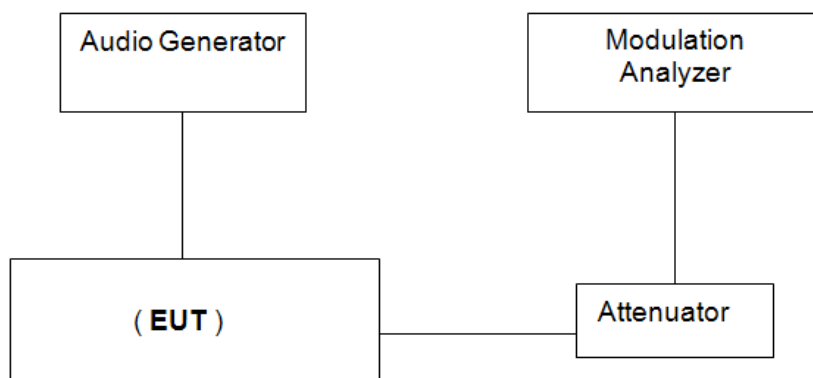 Audio Generator
Modulation
Analyzer
( EUT )
Attenuator